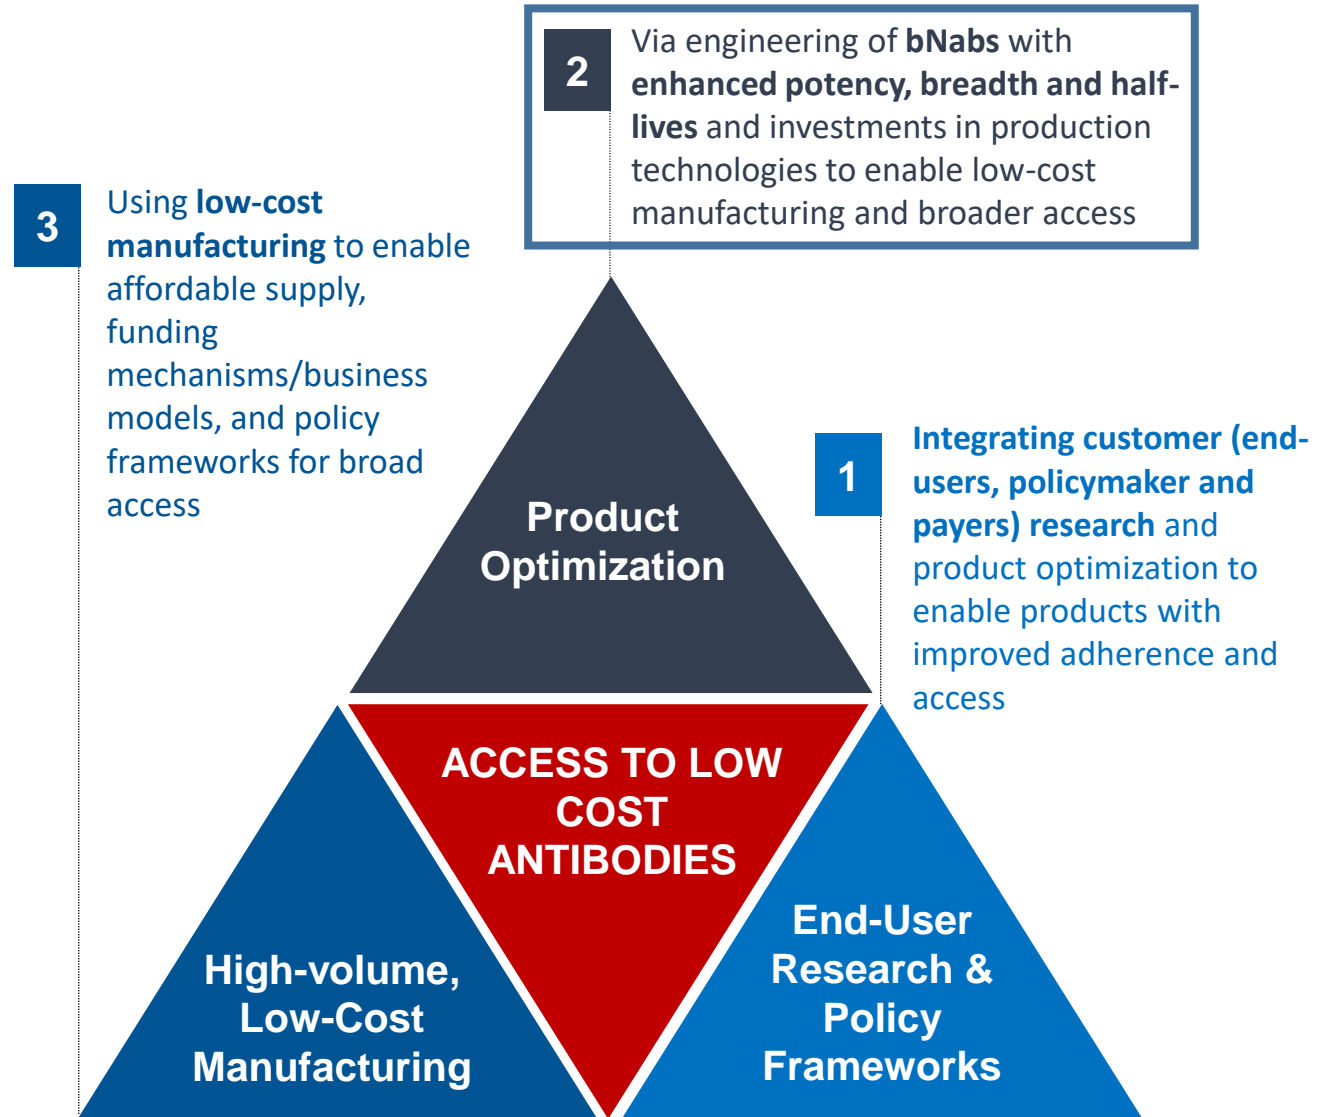 2
Via engineering of bNabs with
enhanced potency, breadth and half-
lives and investments in production
technologies to enable low-cost
manufacturing and broader access
3
Using low-cost
manufacturing to enable
affordable supply,
funding
mechanisms/business
models, and policy
frameworks for broad
access
1
Integrating customer (end-
users, policymaker and
payers) research and
product optimization to
enable products with
improved adherence and
access
Product
Optimization
ACCESS TO LOW
COST
ANTIBODIES
High-volume,
Low-Cost
Manufacturing
End-User
Research &
Policy
Frameworks